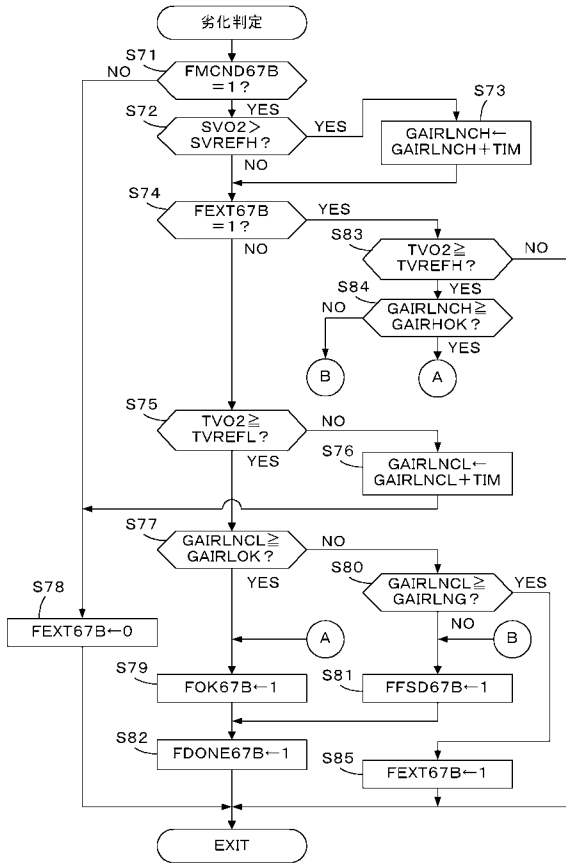 劣化判定
S71
NO
FMCND67B
=1?
YES
S72
SVO2>
SVREFH?
YES
NO
S73
GAIRLNCH←
GAIRLNCH+TIM
S74
FEXT67B
=1?
YES
NO
S83
TVO2≧
TVREFH?
NO
YES
S84
NO
GAIRLNCH≧
GAIRHOK?
YES
B
A
S75
TVO2≧
TVREFL?
NO
YES
S76
GAIRLNCL←
GAIRLNCL+TIM
S77
GAIRLNCL≧
GAIRLOK?
NO
YES
S80
GAIRLNCL≧
GAIRLNG?
YES
NO
S78
FEXT67B←0
A
B
S79
FOK67B←1
S81
FFSD67B←1
S82
FDONE67B←1
S85
FEXT67B←1
EXIT